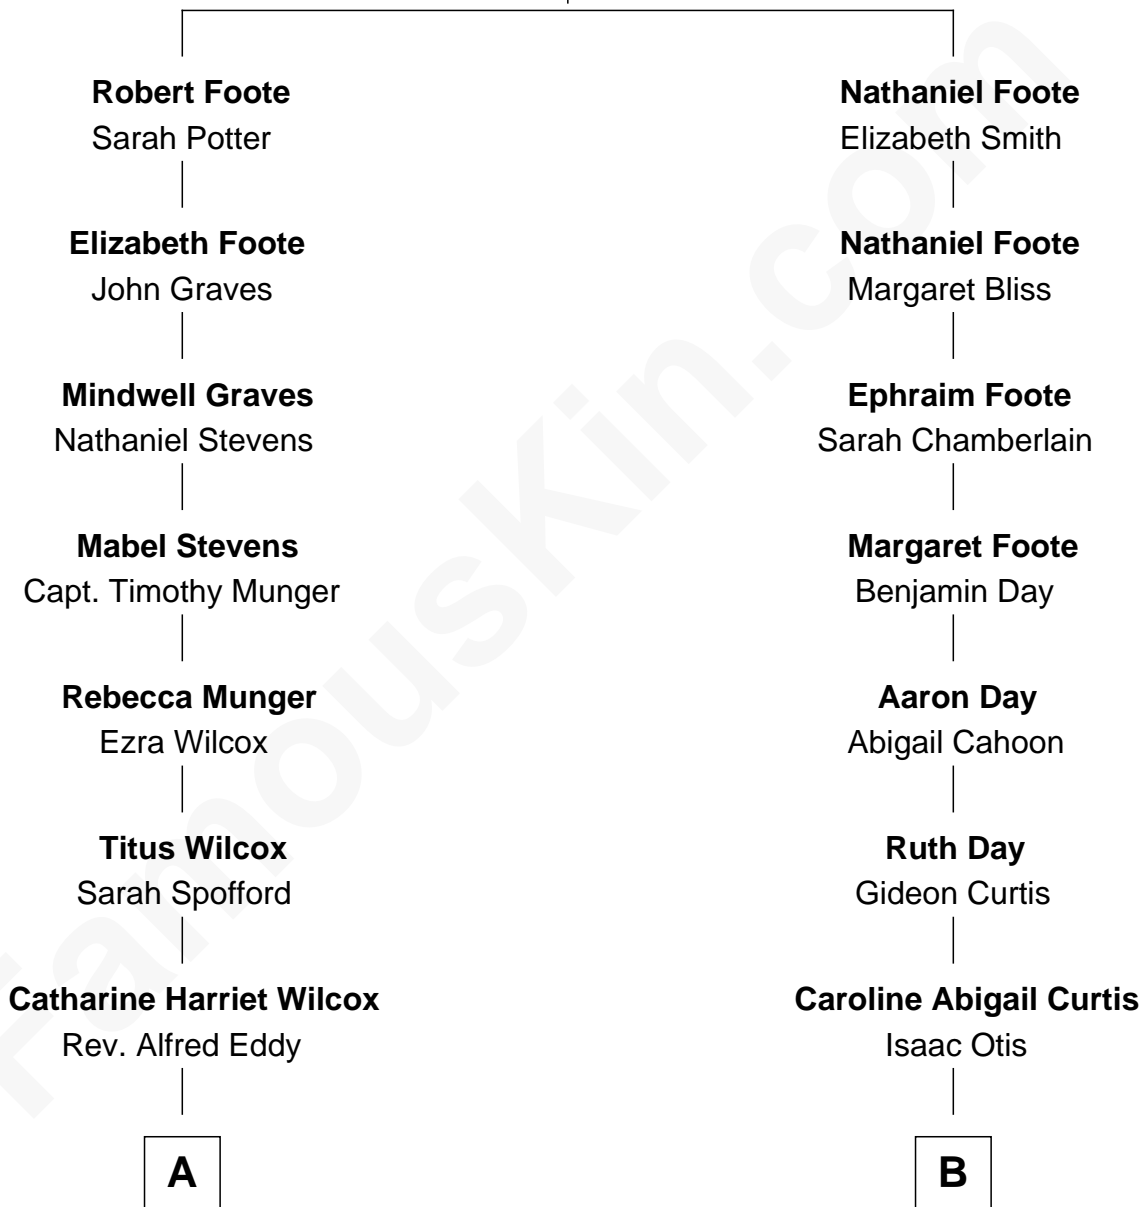 Robert Foote
Sarah Potter
Elizabeth Foote
John Graves
Mindwell Graves
Nathaniel Stevens
Mabel Stevens
Capt. Timothy Munger
Rebecca Munger
Ezra Wilcox
Titus Wilcox
Sarah Spofford
Catharine Harriet Wilcox
Rev. Alfred Eddy
A
Nathaniel Foote
Elizabeth Smith
Nathaniel Foote
Margaret Bliss
Ephraim Foote
Sarah Chamberlain
Margaret Foote
Benjamin Day
Aaron Day
Abigail Cahoon
Ruth Day
Gideon Curtis
Caroline Abigail Curtis
Isaac Otis
B
FamousKin.com